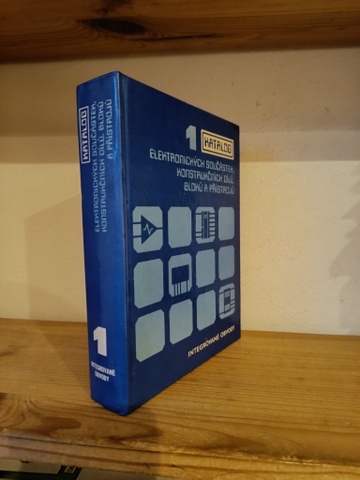 KATALOG
ELEKTRONICKÝCH SOUČÁSTEK,
KONSTRUKČNÍCH DÍLŮ, BLOKŮ
A PŘÍSTROJŮ
1
INTEGROVANÉ
OBVODY
1 KATALOG
ELEKTRONICKÝCH SOUČÁSTEK,
KONSTRUKČNÍCH DÍLŮ,
BLOKŮ A PŘÍSTROJŮ
INTEGROVANÉ OBVODY